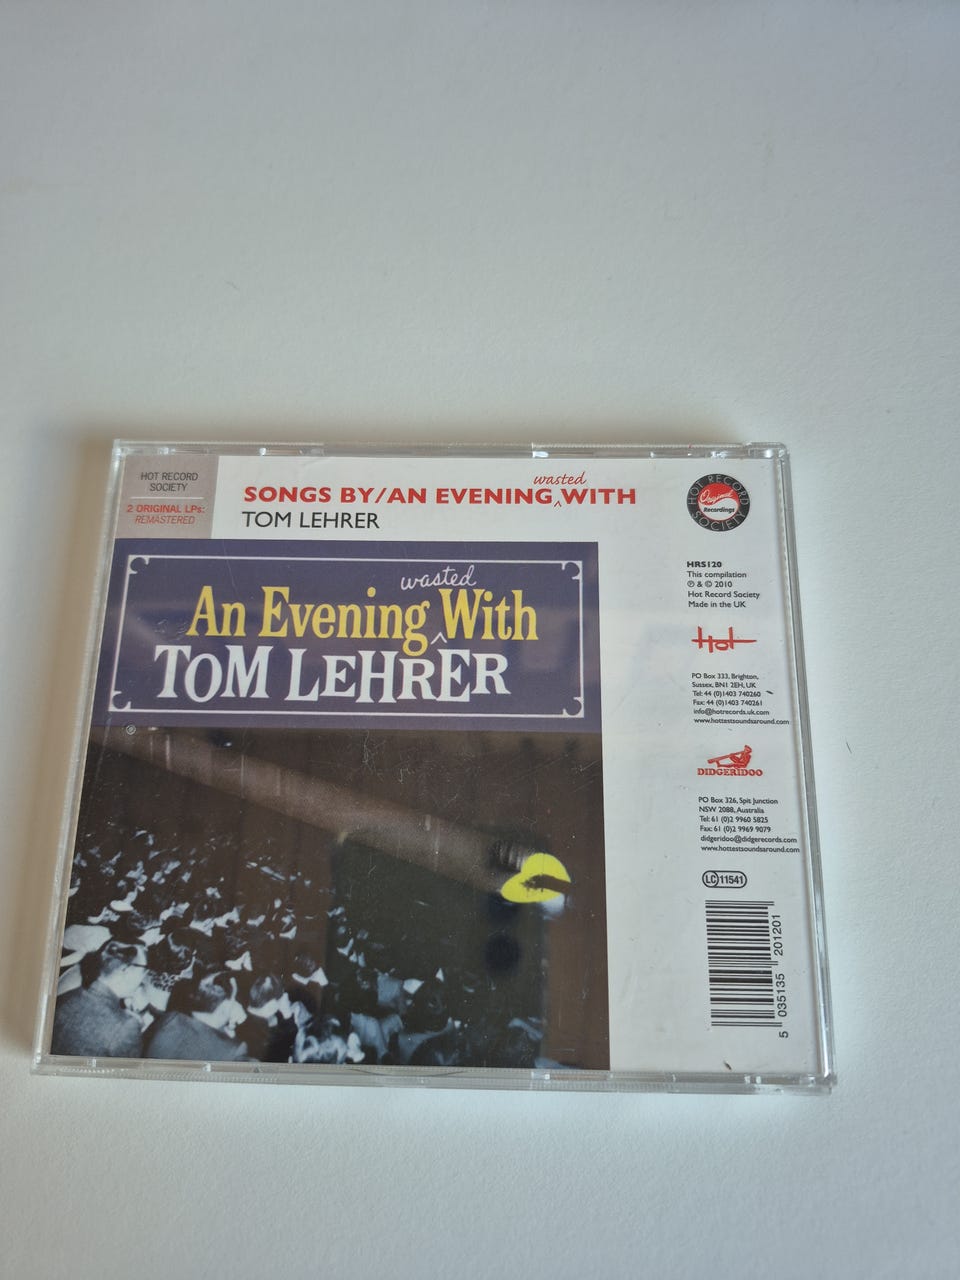 HOT RECORD
SOCIETY
2 ORIGINAL LPs:
REMASTERED
wasted
SONGS BY/AN EVENING^WITH
TOM LEHRER
HOT RECORD
Original
Recordings
SOCIETY
wasted
An Evening^With
TOM LEHRER
HRS120
This compilation
℗ & © 2010
Hot Record Society
Made in the UK
Hot
PO Box 333, Brighton,
Sussex, BN1 2EH, UK
Tel: 44 (0)1403 740260
Fax: 44 (0)1403 740261
info@hotrecords.uk.com
www.hottestsoundsaround.com
DIDGERIDOO
PO Box 326, Spit Junction
NSW 2088, Australia
Tel: 61 (0)2 9960 5825
Fax: 61 (0)2 9969 9079
didgeridoo@didgerecords.com
www.hottestsoundsaround.com
LC 11541
5 035135 201201